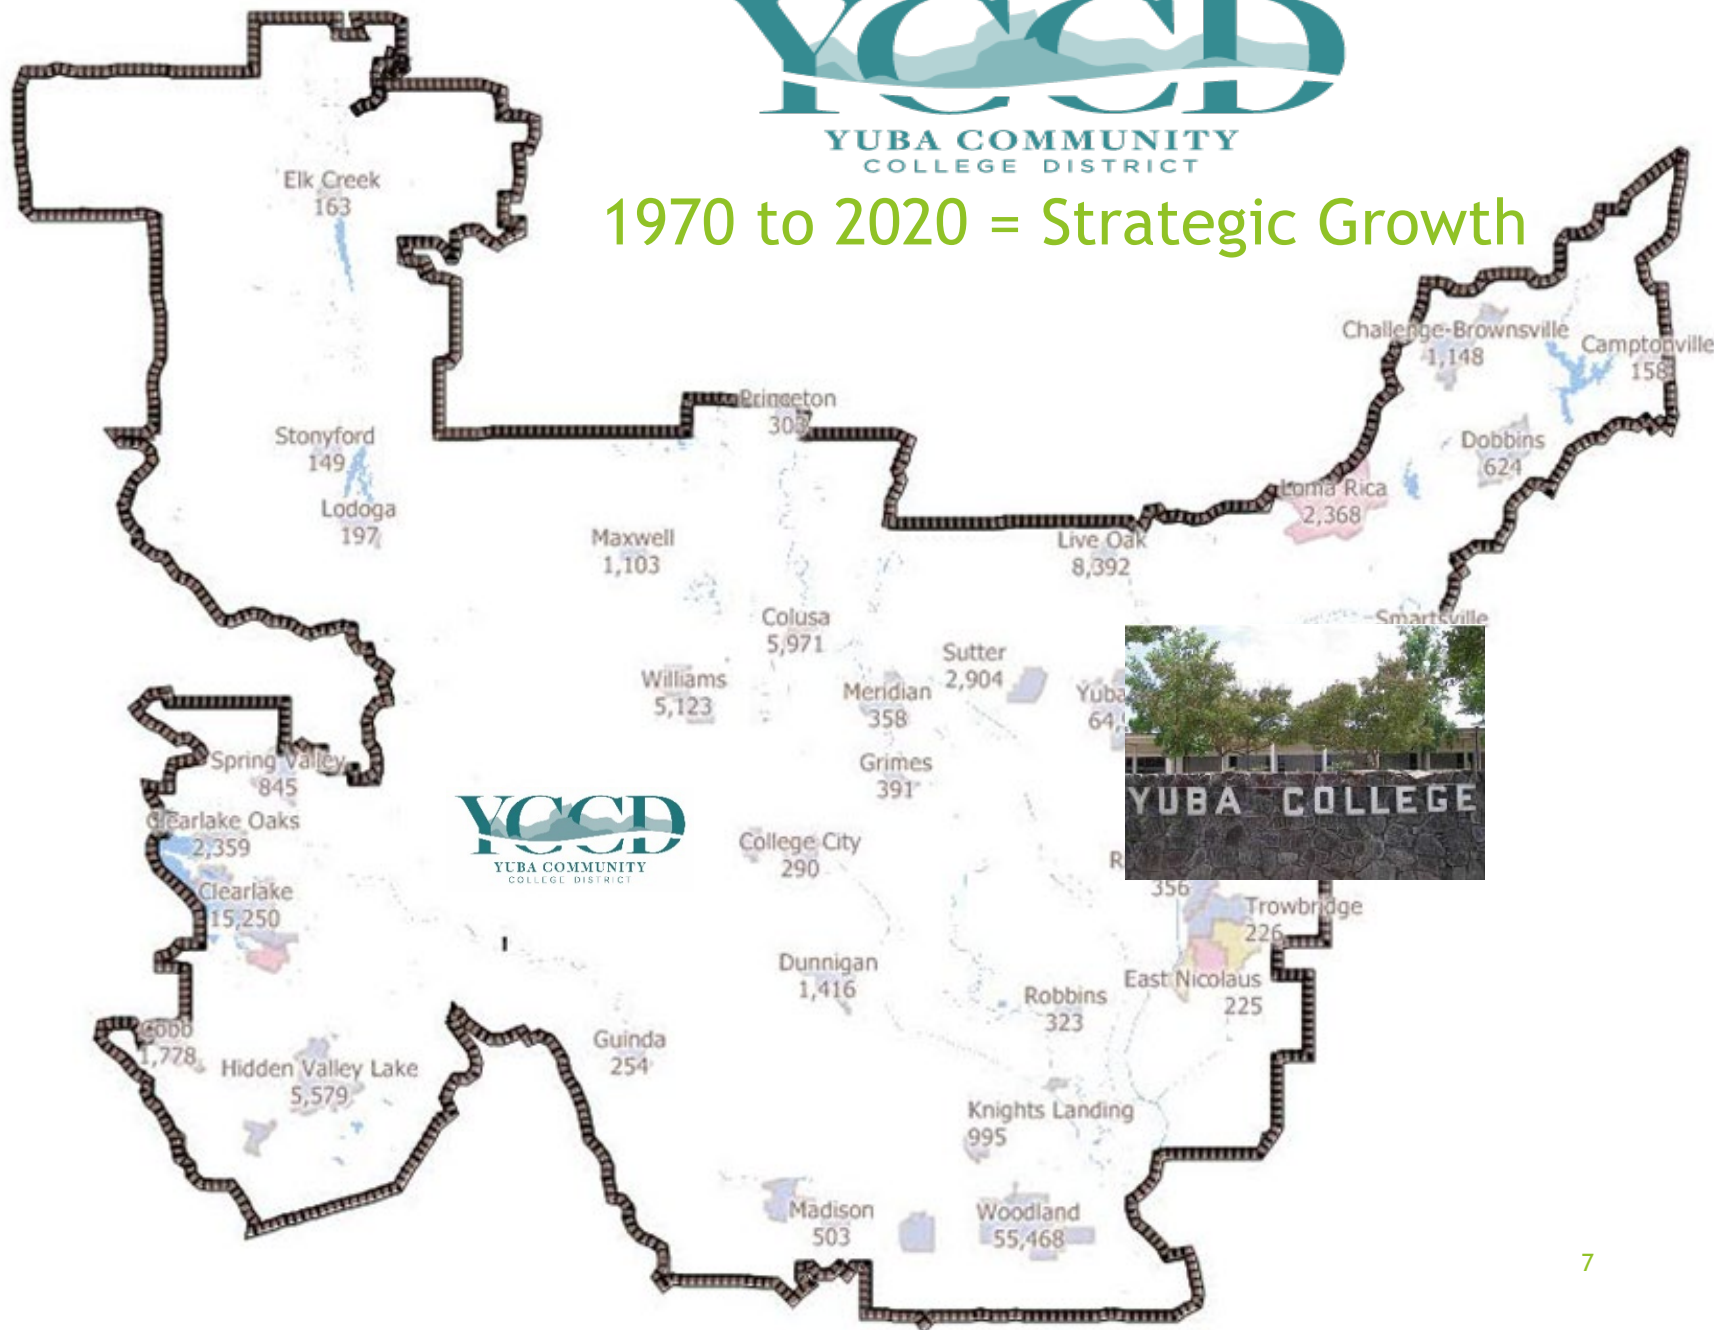 YCCD
YUBA COMMUNITY
COLLEGE DISTRICT
1970 to 2020 = Strategic Growth
Elk Creek
163
Challenge-Brownsville
1,148
Camptonville
158
Princeton
303
Stonyford
149
Dobbins
624
Lodoga
197
Loma Rica
2,368
Maxwell
1,103
Live Oak
8,392
Colusa
5,971
Smartsville
Sutter
2,904
Williams
5,123
Meridian
358
Yuba
64,
Spring Valley
845
Grimes
391
YUBA COLLEGE
Clearlake Oaks
2,359
YCCD
YUBA COMMUNITY
COLLEGE DISTRICT
College City
290
R
356
Clearlake
15,250
Trowbridge
226
Dunnigan
1,416
East Nicolaus
225
Robbins
323
Cobb
1,778
Guinda
254
Hidden Valley Lake
5,579
Knights Landing
995
Madison
503
Woodland
55,468
7